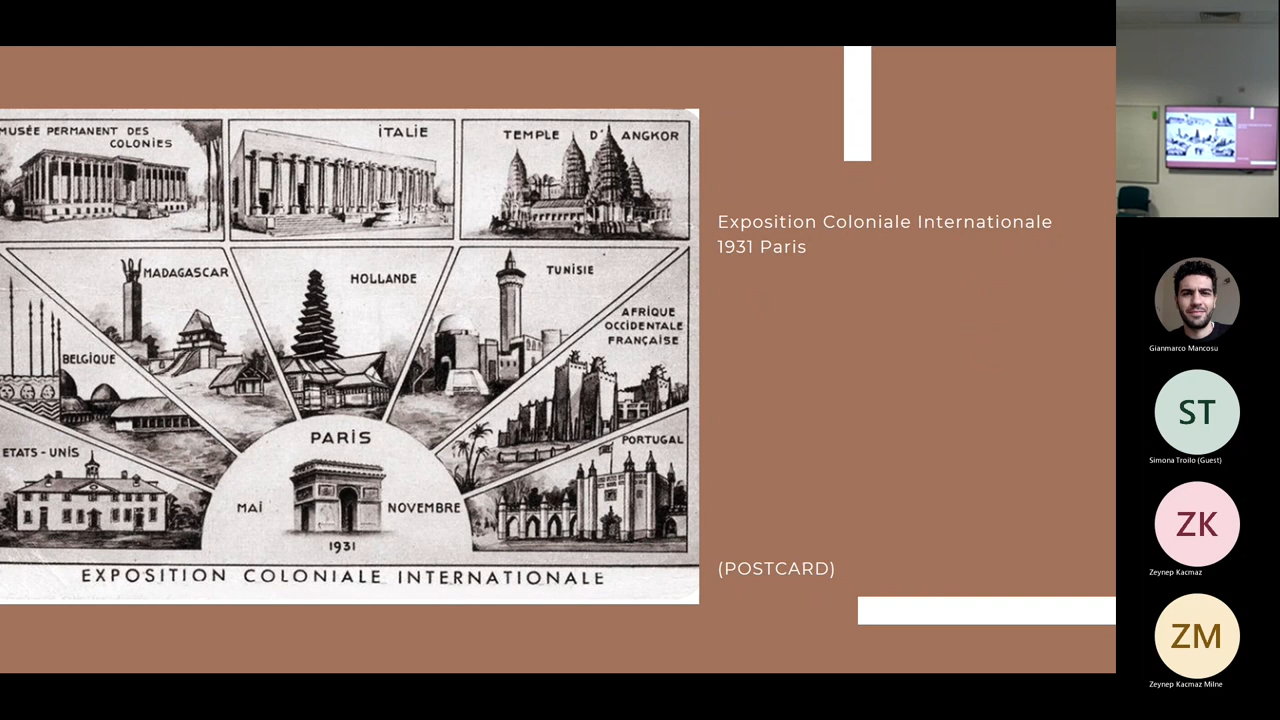 MUSÉE PERMANENT DES
COLONIES
iTALiE
TEMPLE D'ANGKOR
MADAGASCAR
HOLLANDE
TUNiSiE
AFRIQUE
OCCIDENTALE
FRANÇAISE
BELGiQUE
ETATS-UNiS
PORTUGAL
PARiS
MAi
NOVEMBRE
1931
EXPOSITION COLONIALE INTERNATIONALE
Exposition Coloniale Internationale
1931 Paris
(POSTCARD)
Gianmarco Mancosu
ST
Simona Troilo (Guest)
ZK
Zeynep Kacmaz
ZM
Zeynep Kacmaz Milne